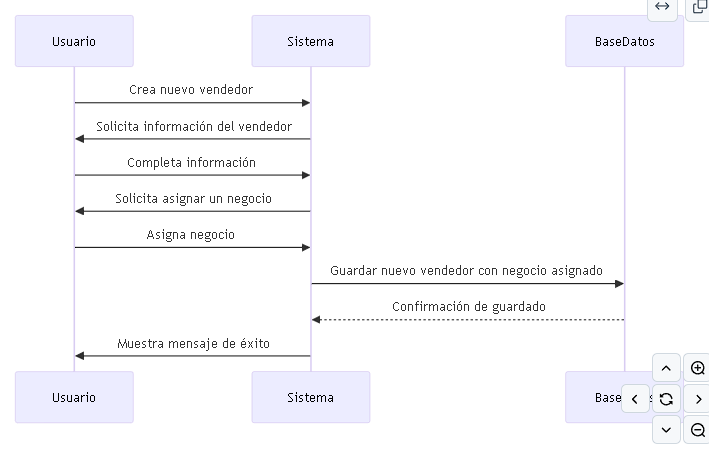 Usuario
Sistema
BaseDatos
Crea nuevo vendedor
Solicita información del vendedor
Completa información
Solicita asignar un negocio
Asigna negocio
Guardar nuevo vendedor con negocio asignado
Confirmación de guardado
Muestra mensaje de éxito
Usuario
Sistema